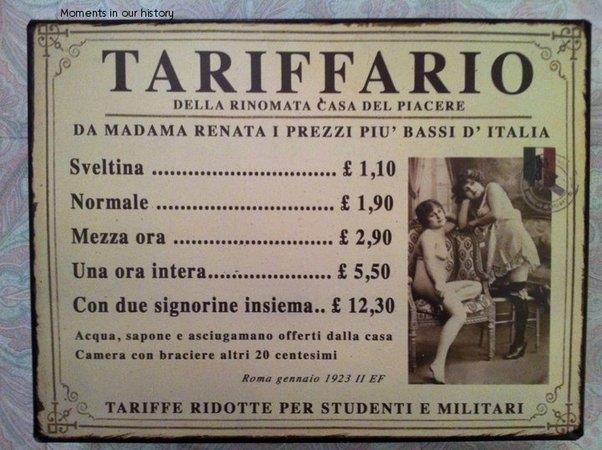 Moments in our history
TARIFFARIO
DELLA RINOMATA CASA DEL PIACERE
DA MADAMA RENATA I PREZZI PIU' BASSI D' ITALIA
Sveltina ................................ £ 1,10
Normale ............................... £ 1,90
Mezza ora ............................ £ 2,90
Una ora intera...................... £ 5,50
Con due signorine insiema.. £ 12,30
Acqua, sapone e asciugamano offerti dalla casa
Camera con braciere altri 20 centesimi
Roma gennaio 1923 II EF
TARIFFE RIDOTTE PER STUDENTI E MILITARI